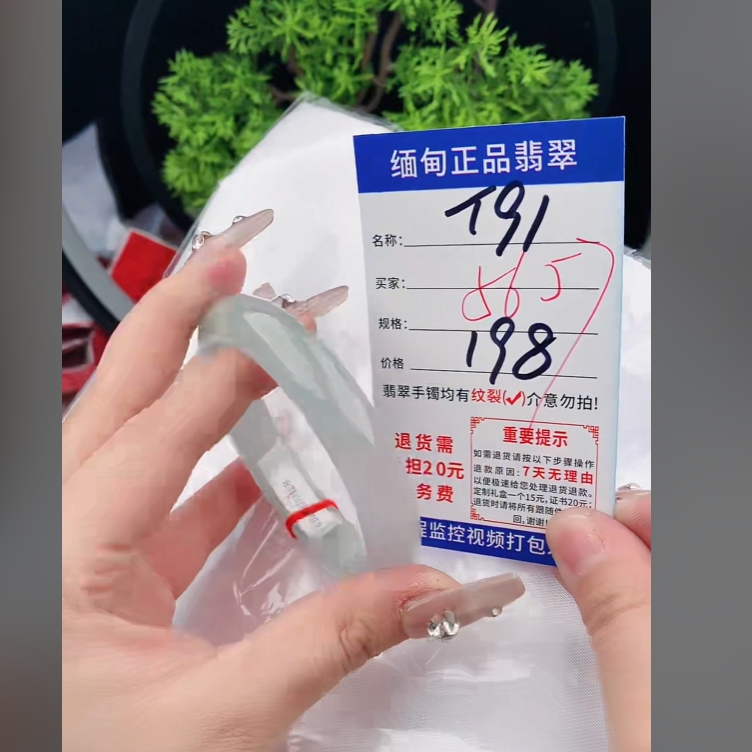 缅甸正品翡翠
名称: T91
买家: 565
规格:
价格 198
翡翠手镯均有纹裂(✓)介意勿拍!
退货需
担20元
务费
重要提示
如需退货请按以下步骤操作
退款原因:7天无理由
以便极速给您处理退货退款。
定制礼盒一个15元,证书20元;
退货时请将所有跟随
回,谢谢
程监控视频打包